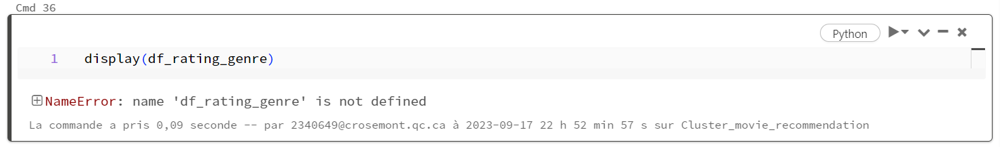 Cmd 36
Python
1 display(df_rating_genre)
NameError: name 'df_rating_genre' is not defined
La commande a pris 0,09 seconde -- par 2340649@crosemont.qc.ca à 2023-09-17 22 h 52 min 57 s sur Cluster_movie_recommendation